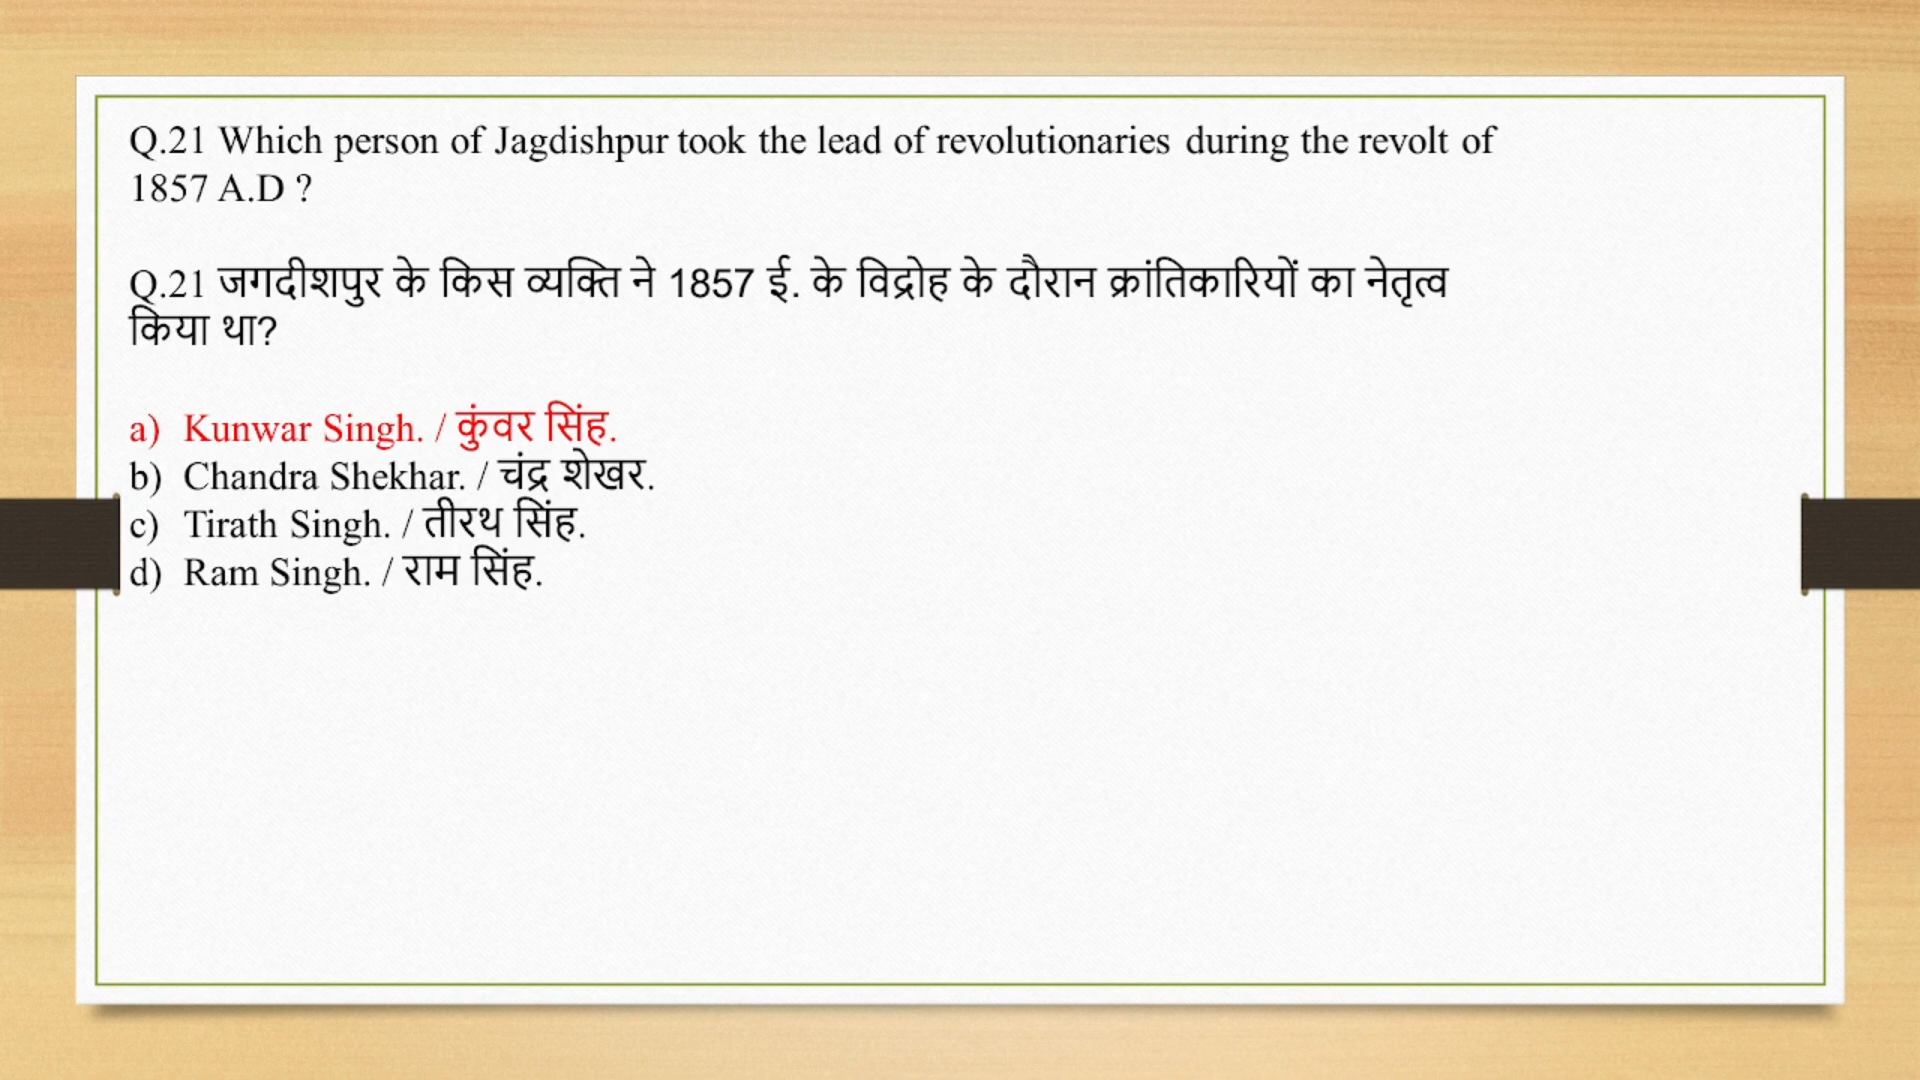 Q.21 Which person of Jagdishpur took the lead of revolutionaries during the revolt of
1857 A.D ?
Q.21 जगदीशपुर के किस व्यक्ति ने 1857 ई. के विद्रोह के दौरान क्रांतिकारियों का नेतृत्व
किया था?
a) Kunwar Singh. / कुंवर सिंह.
b) Chandra Shekhar. / चंद्र शेखर.
c) Tirath Singh. / तीरथ सिंह.
d) Ram Singh. / राम सिंह.